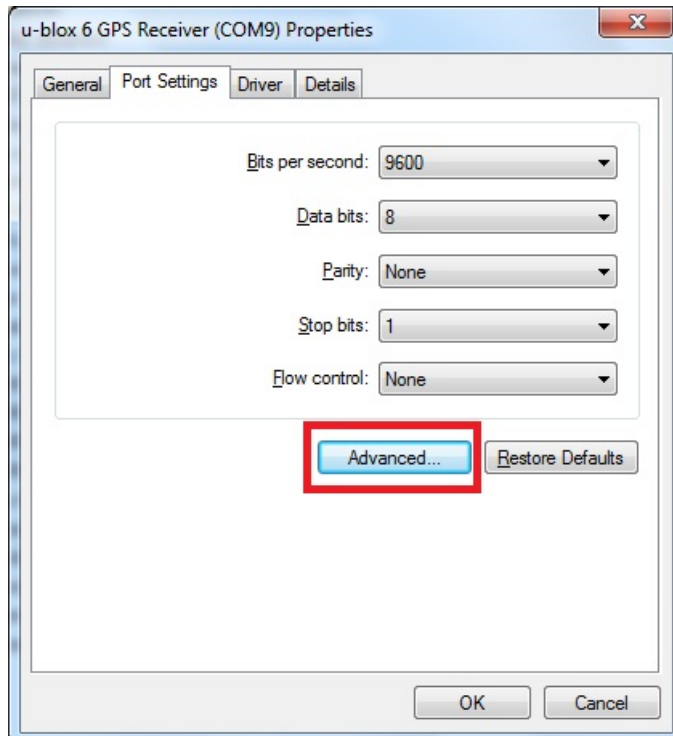 u-blox 6 GPS Receiver (COM9) Properties
General Port Settings Driver Details
Bits per second: 9600
Data bits: 8
Parity: None
Stop bits: 1
Flow control: None
Advanced... Restore Defaults
OK Cancel